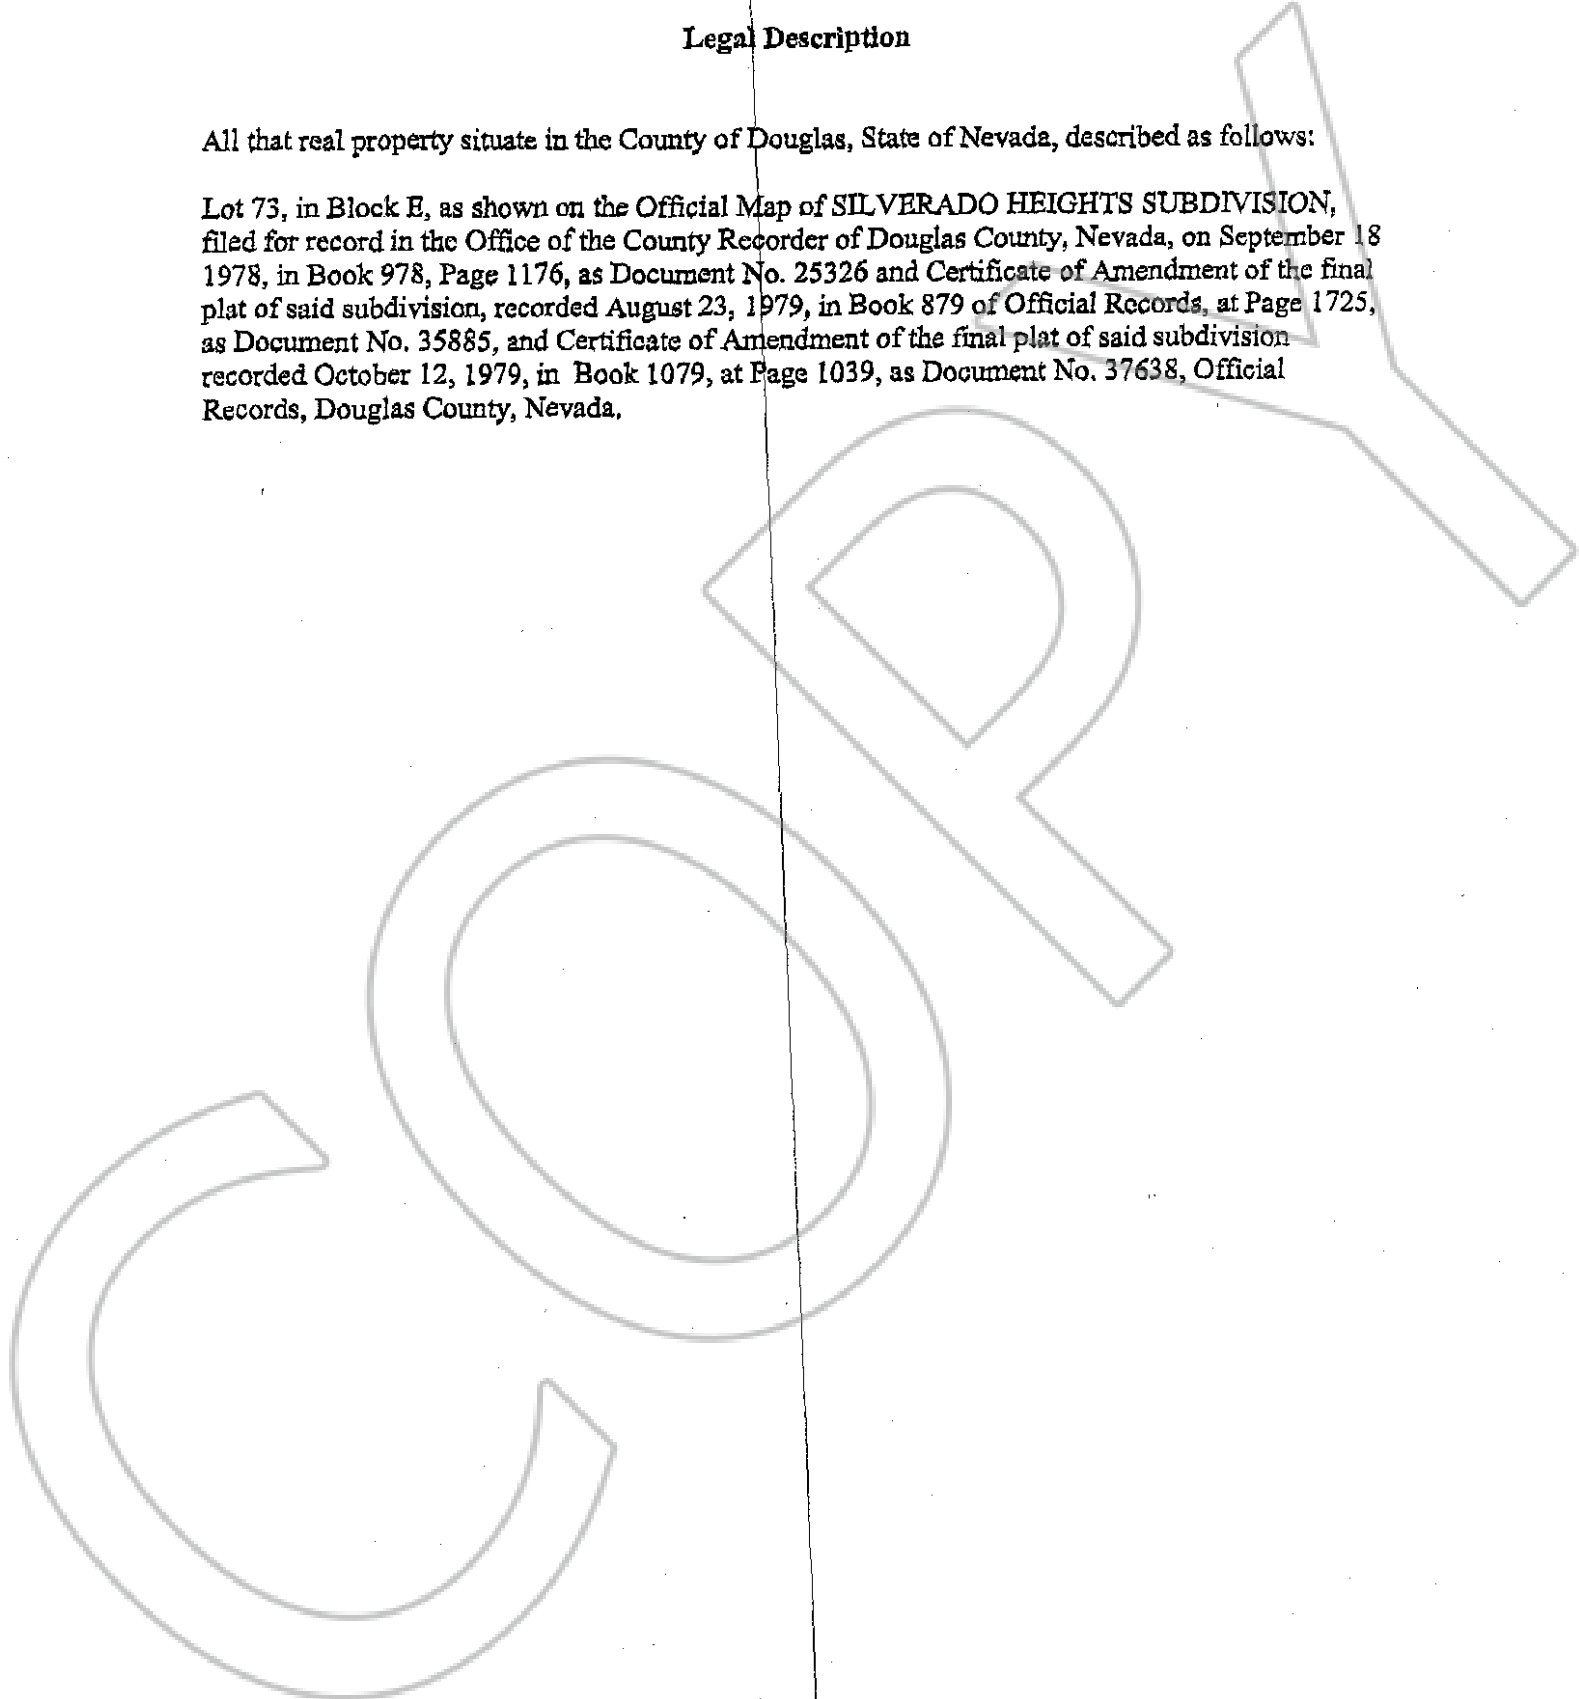 Legal Description
All that real property situate in the County of Douglas, State of Nevada, described as follows:
Lot 73, in Block E, as shown on the Official Map of SILVERADO HEIGHTS SUBDIVISION,
filed for record in the Office of the County Recorder of Douglas County, Nevada, on September 18
1978, in Book 978, Page 1176, as Document No. 25326 and Certificate of Amendment of the final
plat of said subdivision, recorded August 23, 1979, in Book 879 of Official Records, at Page 1725,
as Document No. 35885, and Certificate of Amendment of the final plat of said subdivision
recorded October 12, 1979, in Book 1079, at Page 1039, as Document No. 37638, Official
Records, Douglas County, Nevada.
COPY